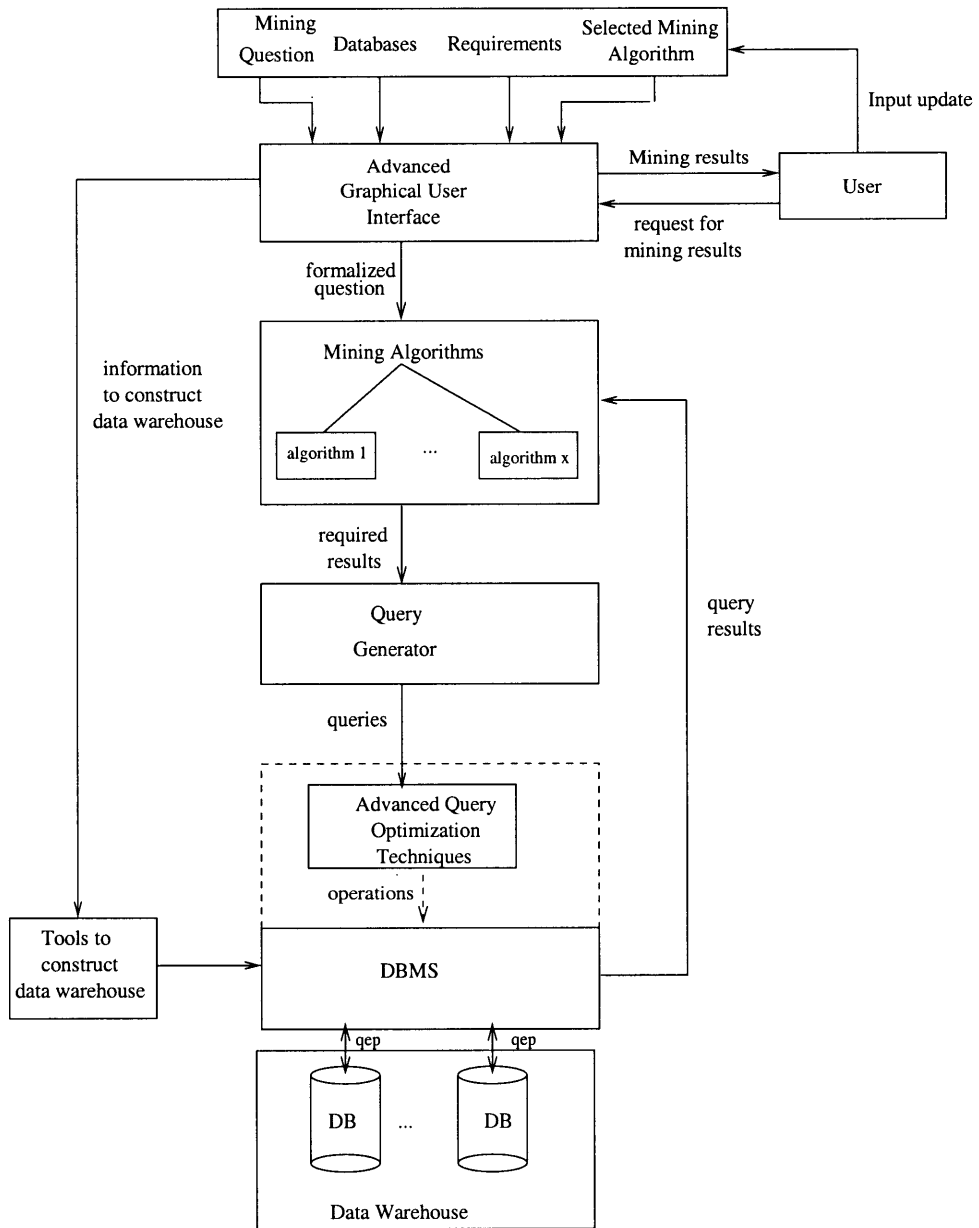 Mining
Question
Databases
Requirements
Selected Mining
Algorithm
Input update
Advanced
Graphical User
Interface
Mining results
User
request for
mining results
formalized
question
Mining Algorithms
algorithm 1
...
algorithm x
information
to construct
data warehouse
required
results
Query
Generator
query
results
queries
Advanced Query
Optimization
Techniques
operations
Tools to
construct
data warehouse
DBMS
qep
qep
DB
...
DB
Data Warehouse